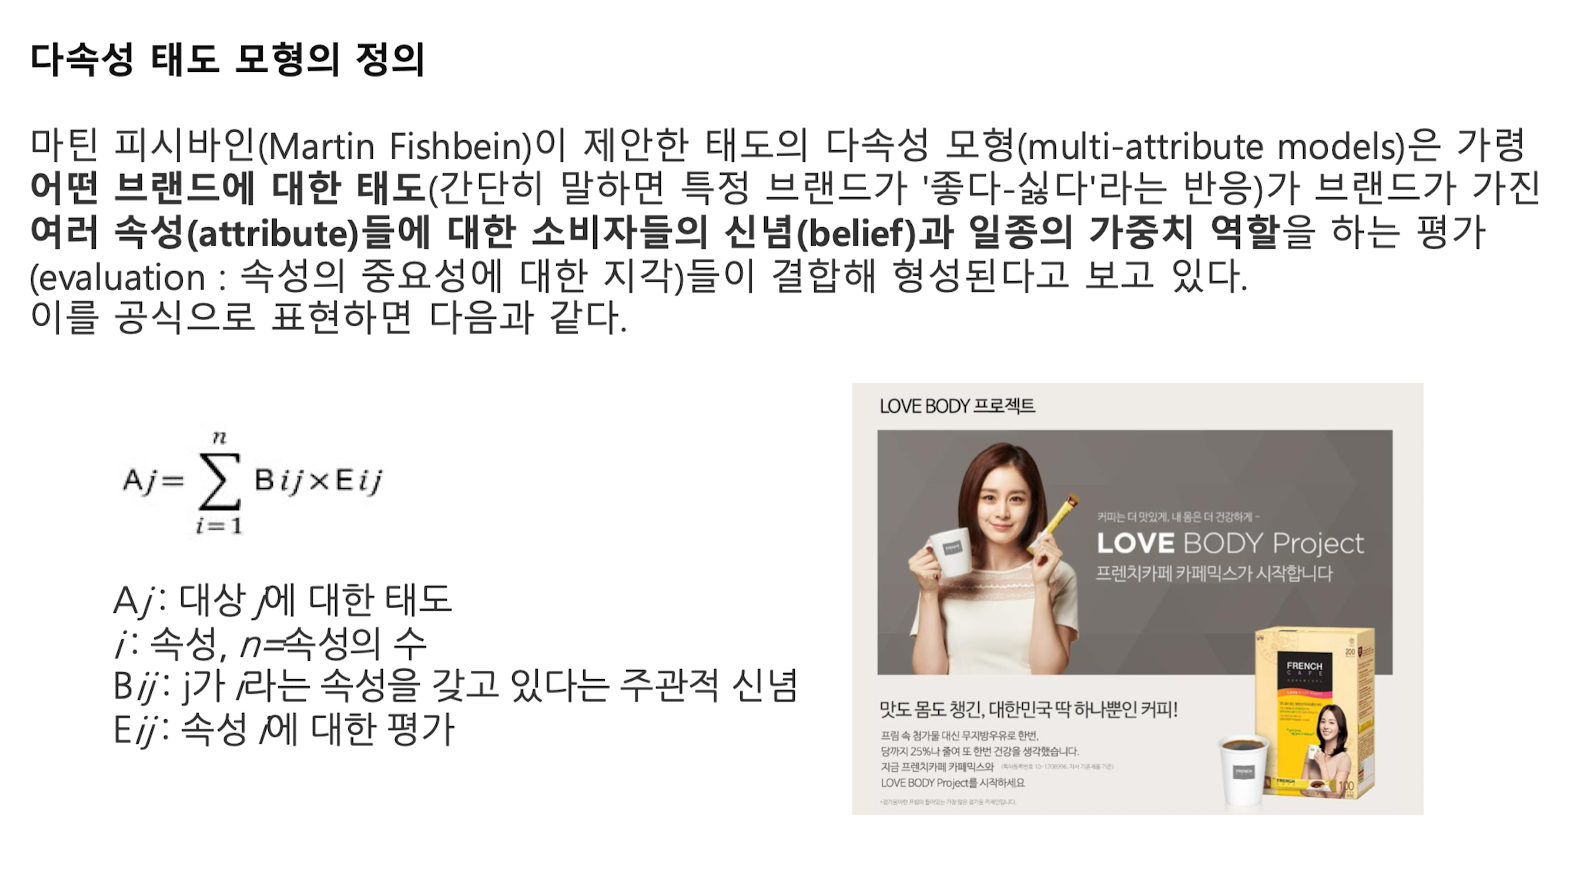 다속성 태도 모형의 정의
마틴 피시바인(Martin Fishbein)이 제안한 태도의 다속성 모형(multi-attribute models)은 가령
어떤 브랜드에 대한 태도(간단히 말하면 특정 브랜드가 '좋다-싫다'라는 반응)가 브랜드가 가진
여러 속성(attribute)들에 대한 소비자들의 신념(belief)과 일종의 가중치 역할을 하는 평가
(evaluation : 속성의 중요성에 대한 지각)들이 결합해 형성된다고 보고 있다.
이를 공식으로 표현하면 다음과 같다.
n
Aj= ∑ Bij×Eij
i=1
Aj : 대상 j에 대한 태도
i : 속성, n=속성의 수
Bij : j가 i라는 속성을 갖고 있다는 주관적 신념
Eij : 속성 i에 대한 평가
LOVE BODY 프로젝트
커피는 더 맛있게, 내 몸은 더 건강하게 –
LOVE BODY Project
프렌치카페 카페믹스가 시작합니다
맛도 몸도 챙긴, 대한민국 딱 하나뿐인 커피!
프림 속 첨가물 대신 무지방우유로 한번,
당까지 25%나 줄여 또 한번 건강을 생각했습니다.
지금 프렌치카페 카페믹스와
LOVE BODY Project를 시작하세요
FRENCH
CAFE
200
100
FRENCH